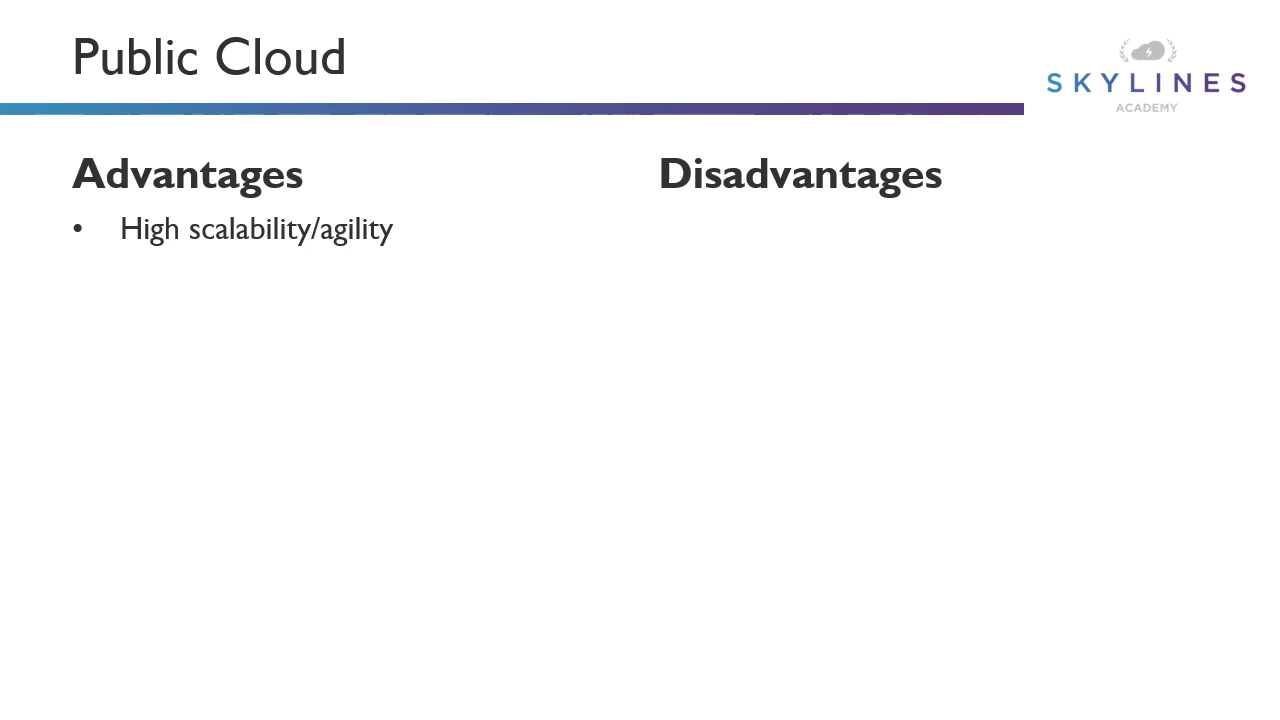 Public Cloud
SKYLINES
ACADEMY
Advantages
Disadvantages
• High scalability/agility